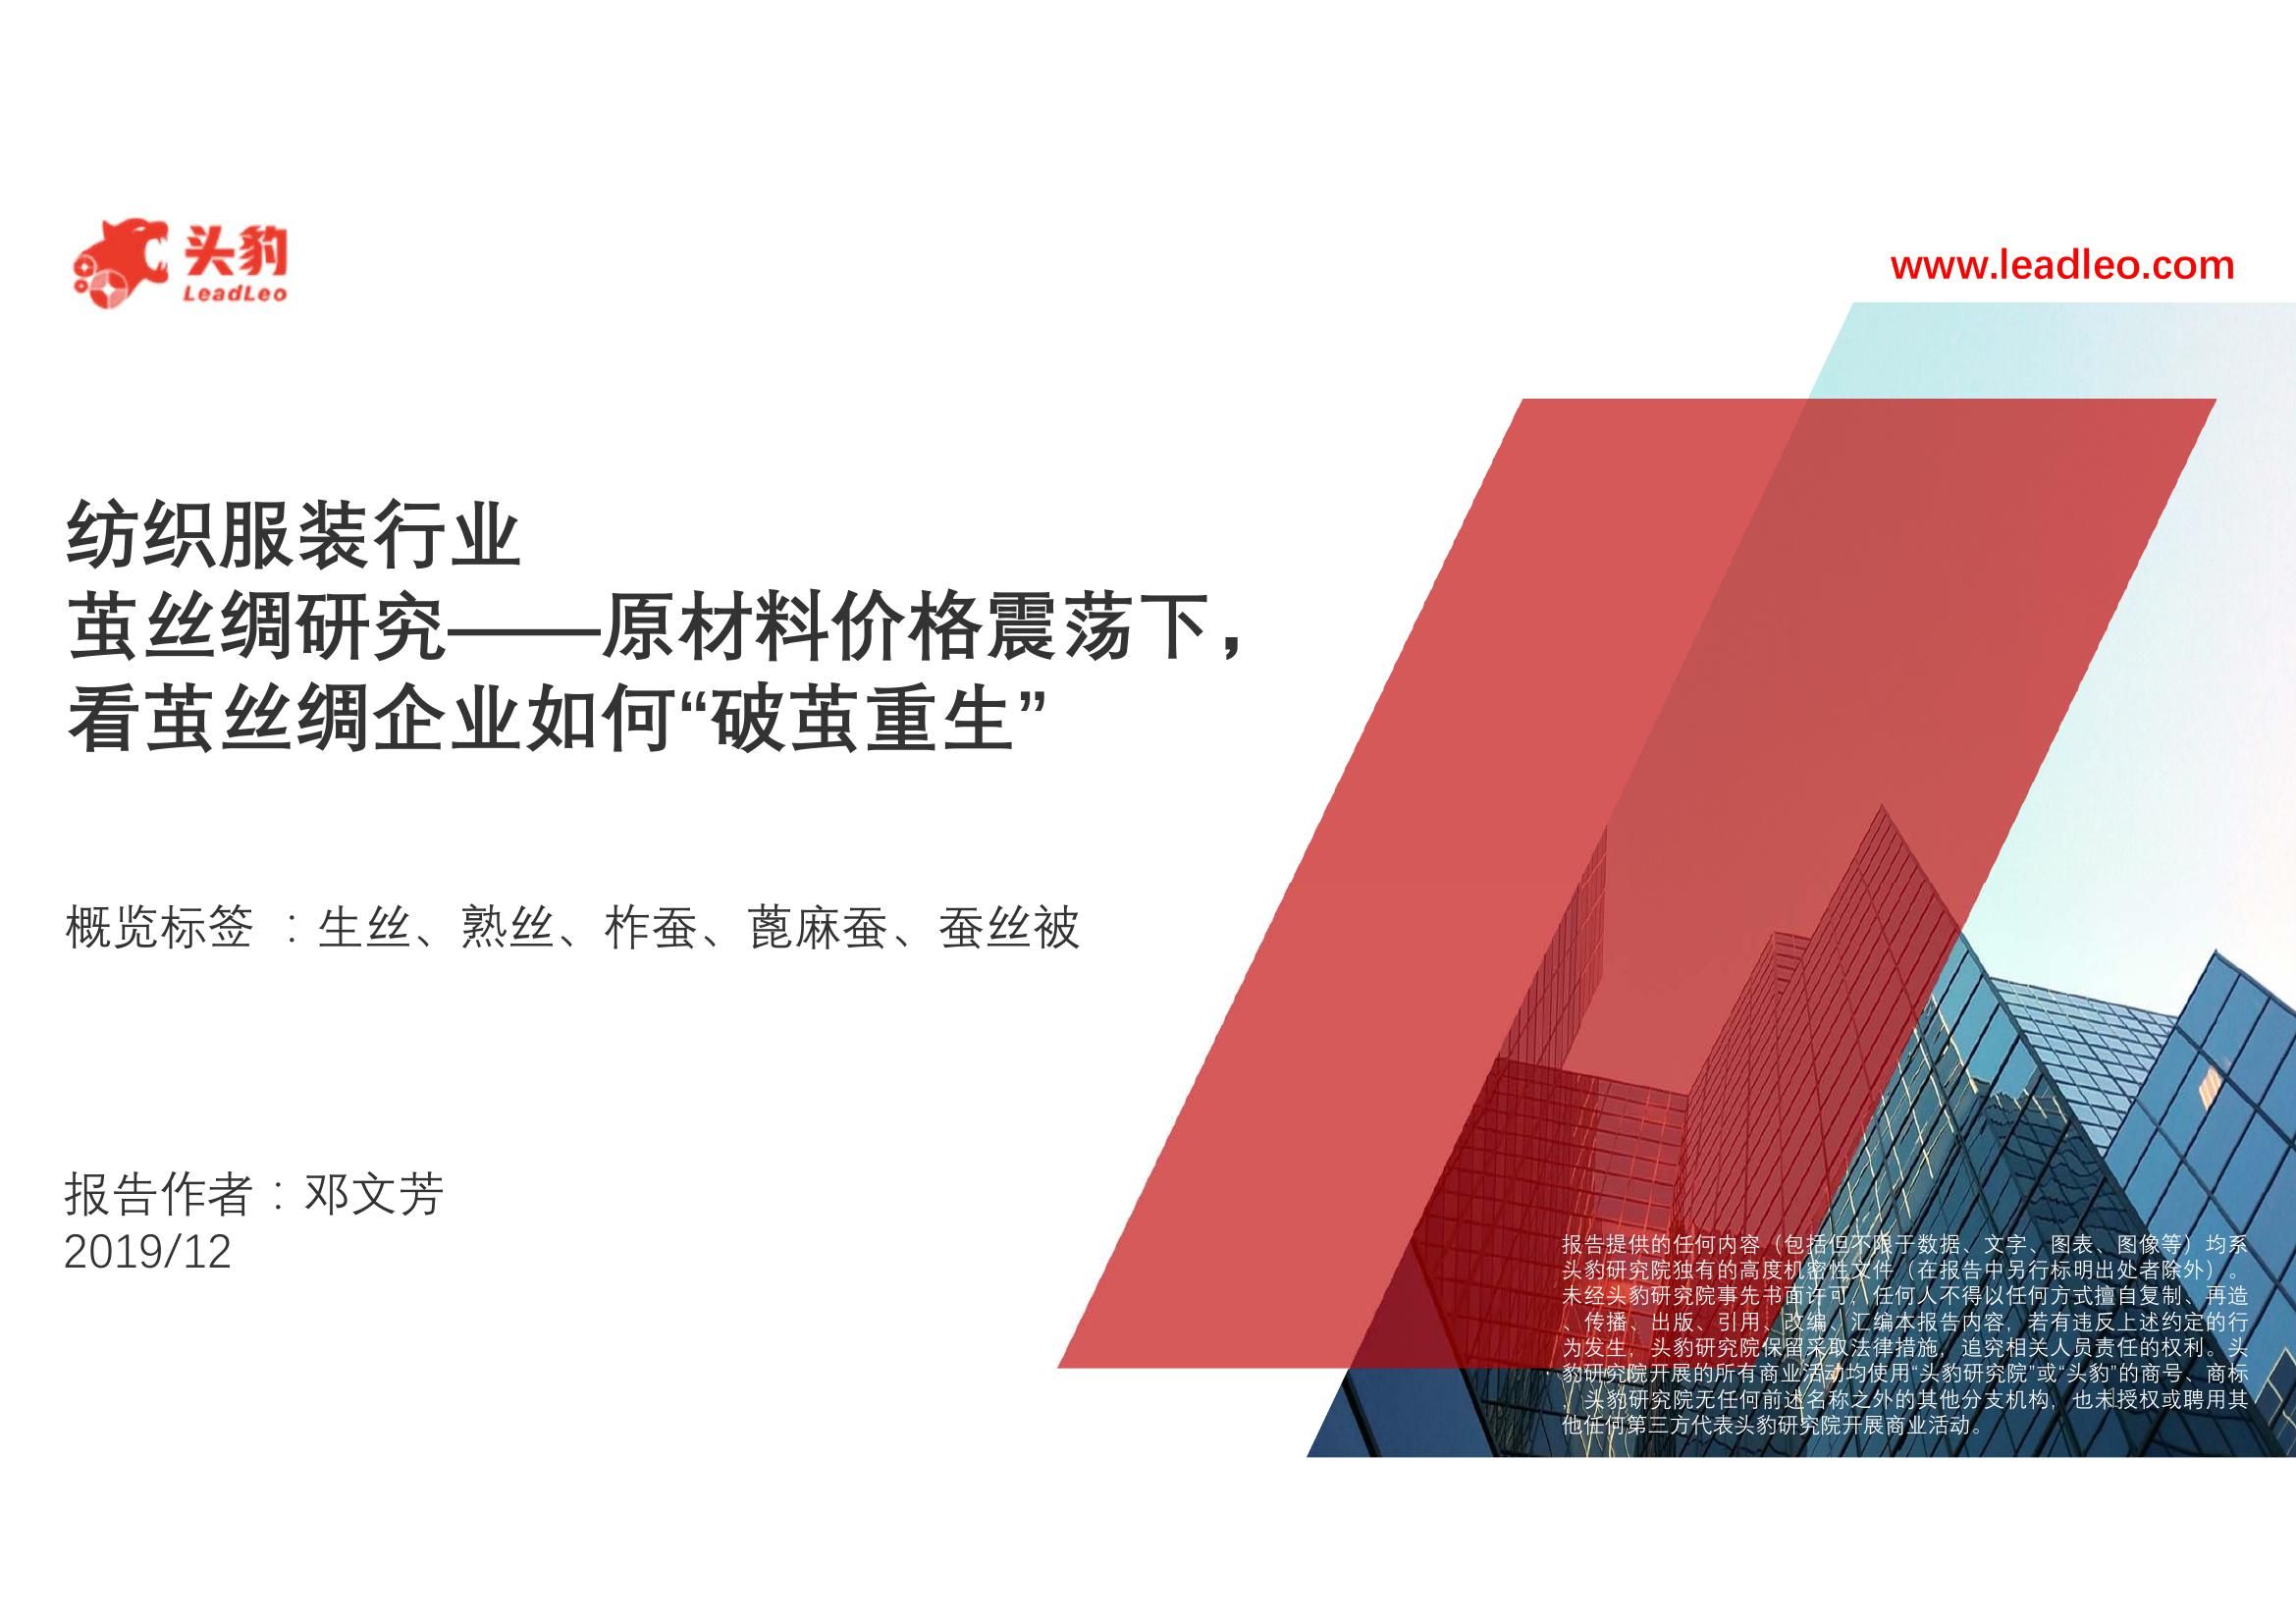 头豹
LeadLeo
www.leadleo.com
纺织服装行业
茧丝绸研究——原材料价格震荡下，
看茧丝绸企业如何“破茧重生”
概览标签 ：生丝、熟丝、柞蚕、蓖麻蚕、蚕丝被
报告作者：邓文芳
2019/12
报告提供的任何内容（包括但不限于数据、文字、图表、图像等）均系
头豹研究院独有的高度机密性文件（在报告中另行标明出处者除外）。
未经头豹研究院事先书面许可，任何人不得以任何方式擅自复制、再造
、传播、出版、引用、改编、汇编本报告内容，若有违反上述约定的行
为发生，头豹研究院保留采取法律措施，追究相关人员责任的权利。头
豹研究院开展的所有商业活动均使用“头豹研究院”或“头豹”的商号、商标
，头豹研究院无任何前述名称之外的其他分支机构，也未授权或聘用其
他任何第三方代表头豹研究院开展商业活动。